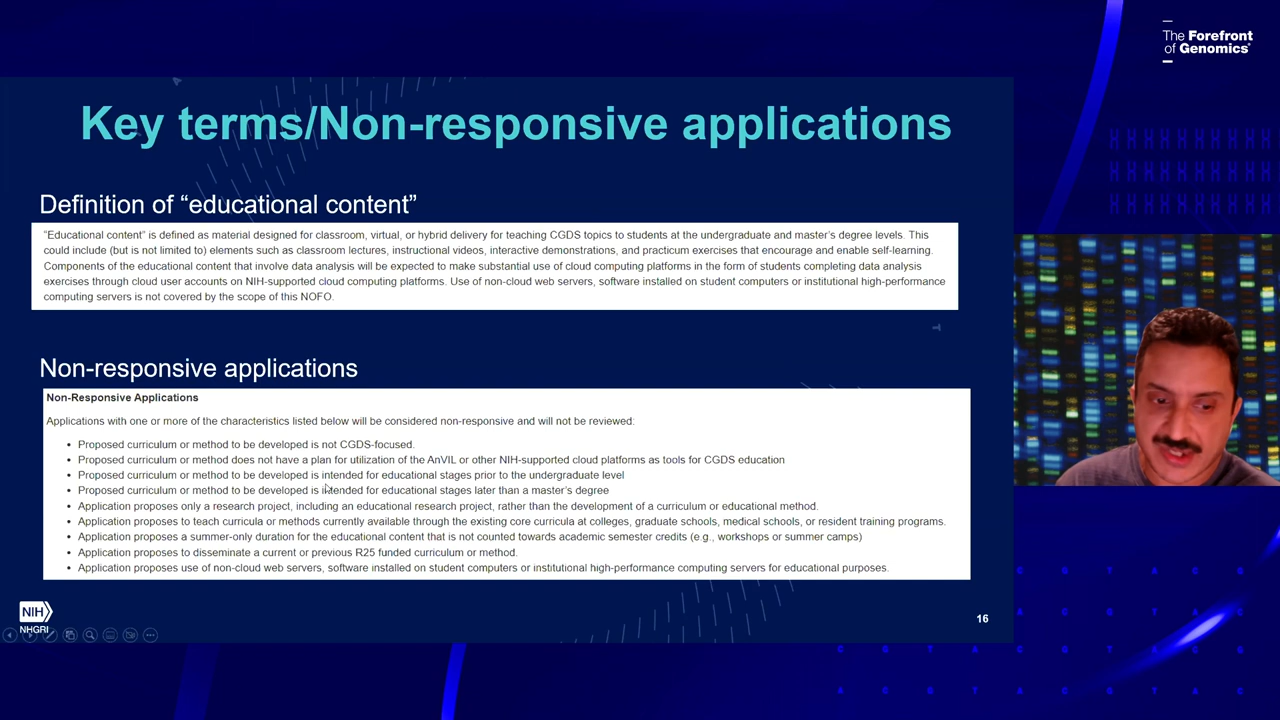 The Forefront
of Genomics®
Key terms/Non-responsive applications
Definition of “educational content”
“Educational content” is defined as material designed for classroom, virtual, or hybrid delivery for teaching CGDS topics to students at the undergraduate and master’s degree levels. This
could include (but is not limited to) elements such as classroom lectures, instructional videos, interactive demonstrations, and practicum exercises that encourage and enable self-learning.
Components of the educational content that involve data analysis will be expected to make substantial use of cloud computing platforms in the form of students completing data analysis
exercises through cloud user accounts on NIH-supported cloud computing platforms. Use of non-cloud web servers, software installed on student computers or institutional high-performance
computing servers is not covered by the scope of this NOFO.
Non-responsive applications
Non-Responsive Applications
Applications with one or more of the characteristics listed below will be considered non-responsive and will not be reviewed:
• Proposed curriculum or method to be developed is not CGDS-focused.
• Proposed curriculum or method does not have a plan for utilization of the AnVIL or other NIH-supported cloud platforms as tools for CGDS education
• Proposed curriculum or method to be developed is intended for educational stages prior to the undergraduate level
• Proposed curriculum or method to be developed is intended for educational stages later than a master’s degree
• Application proposes only a research project, including an educational research project, rather than the development of a curriculum or educational method.
• Application proposes to teach curricula or methods currently available through the existing core curricula at colleges, graduate schools, medical schools, or resident training programs.
• Application proposes a summer-only duration for the educational content that is not counted towards academic semester credits (e.g., workshops or summer camps)
• Application proposes to disseminate a current or previous R25 funded curriculum or method.
• Application proposes use of non-cloud web servers, software installed on student computers or institutional high-performance computing servers for educational purposes.
NIH
NHGRI
16